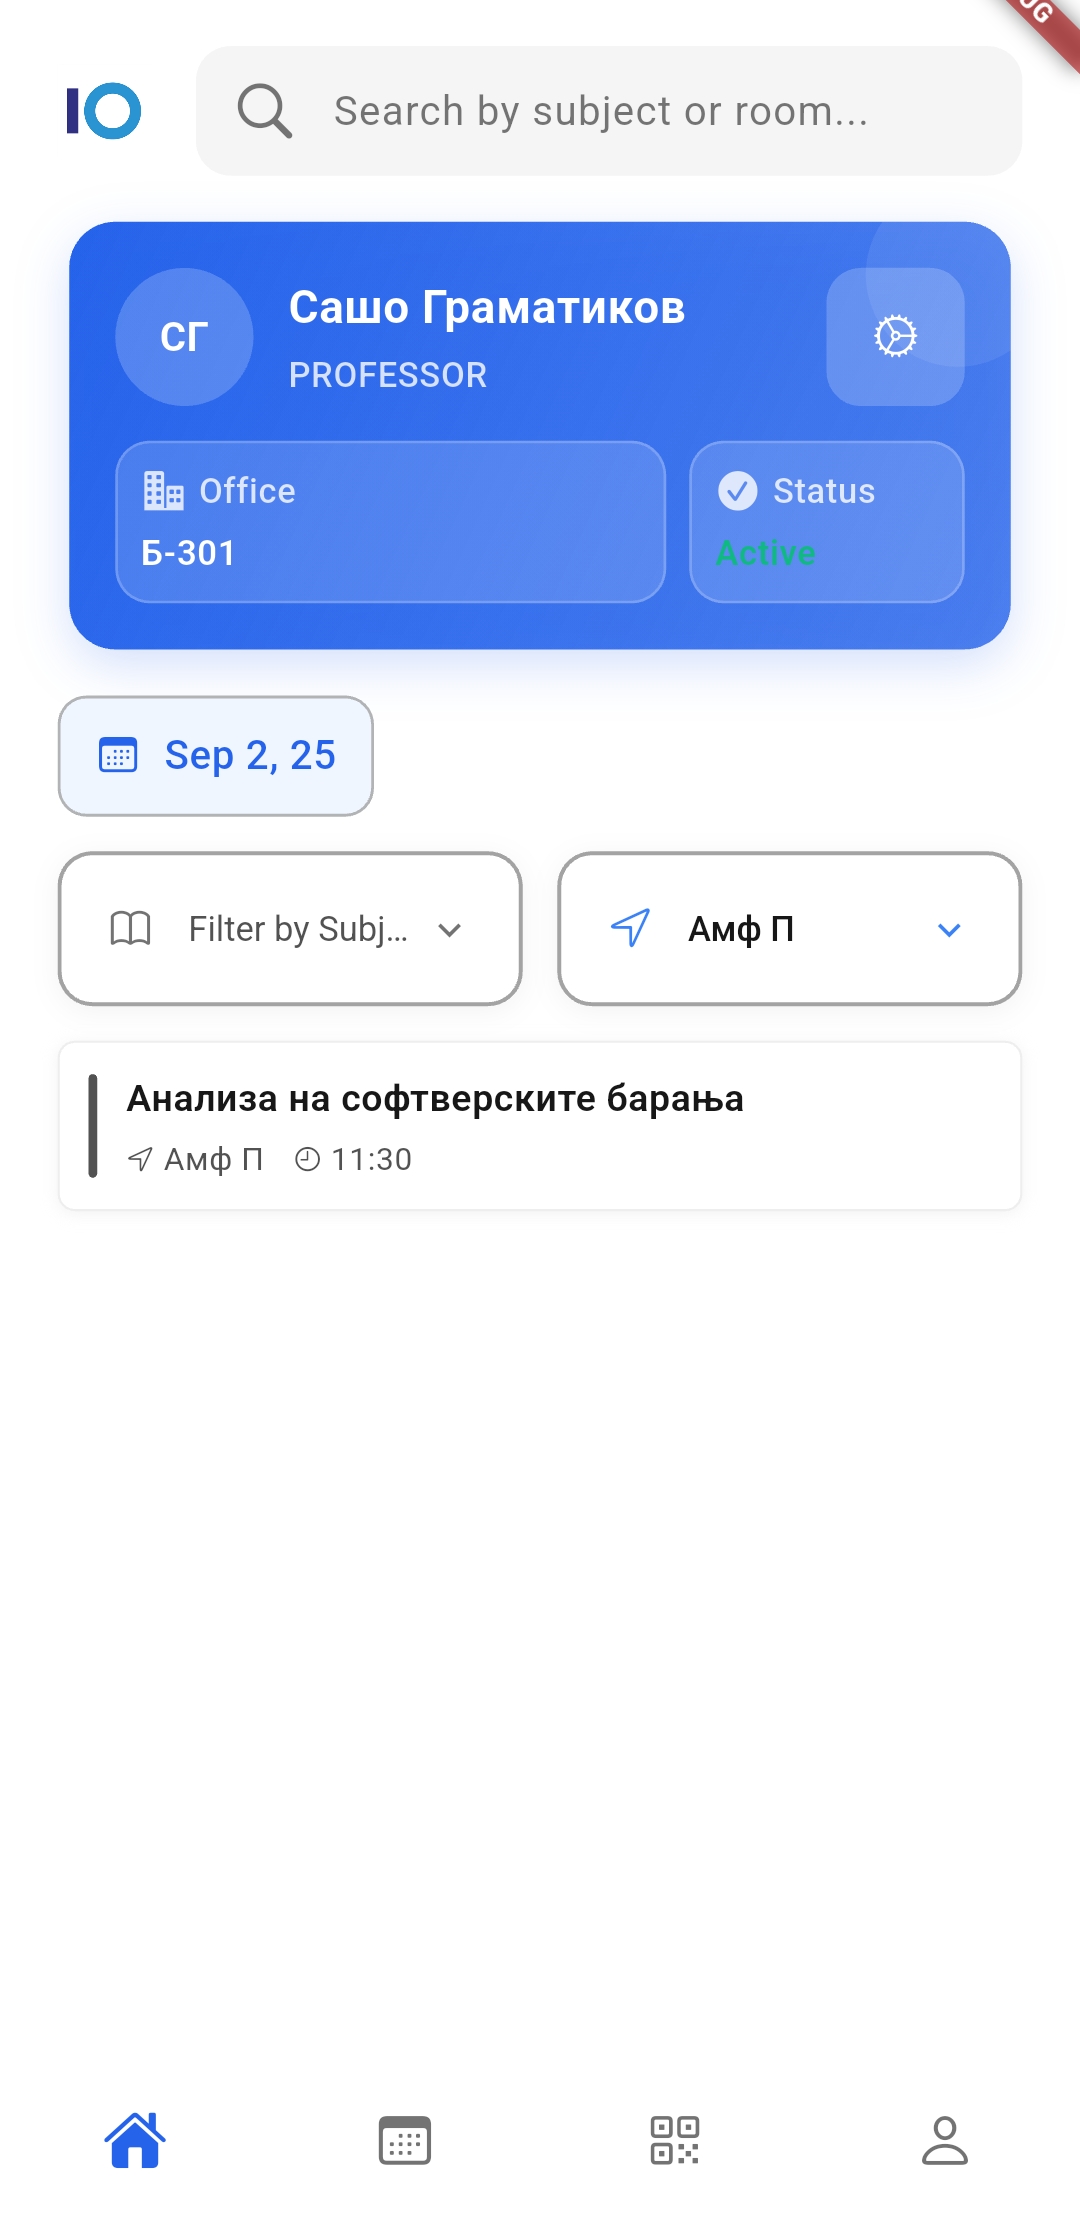 IO
Search by subject or room...
СГ
Сашо Граматиков
PROFESSOR
Office
Б-301
Status
Active
Sep 2, 25
Filter by Subj...
Амф П
Анализа на софтверските барања
Амф П 11:30